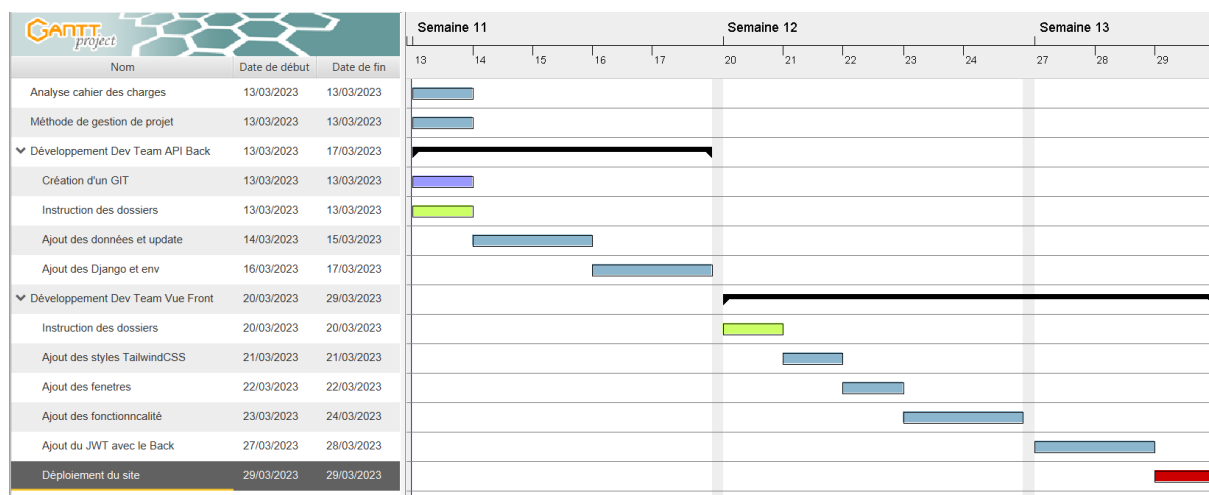 GANTT
project
Semaine 11 Semaine 12 Semaine 13
Nom Date de début Date de fin 13 14 15 16 17 20 21 22 23 24 27 28 29
Analyse cahier des charges 13/03/2023 13/03/2023
Méthode de gestion de projet 13/03/2023 13/03/2023
Développement Dev Team API Back 13/03/2023 17/03/2023
Création d'un GIT 13/03/2023 13/03/2023
Instruction des dossiers 13/03/2023 13/03/2023
Ajout des données et update 14/03/2023 15/03/2023
Ajout des Django et env 16/03/2023 17/03/2023
Développement Dev Team Vue Front 20/03/2023 29/03/2023
Instruction des dossiers 20/03/2023 20/03/2023
Ajout des styles TailwindCSS 21/03/2023 21/03/2023
Ajout des fenetres 22/03/2023 22/03/2023
Ajout des fonctionncalité 23/03/2023 24/03/2023
Ajout du JWT avec le Back 27/03/2023 28/03/2023
Déploiement du site 29/03/2023 29/03/2023